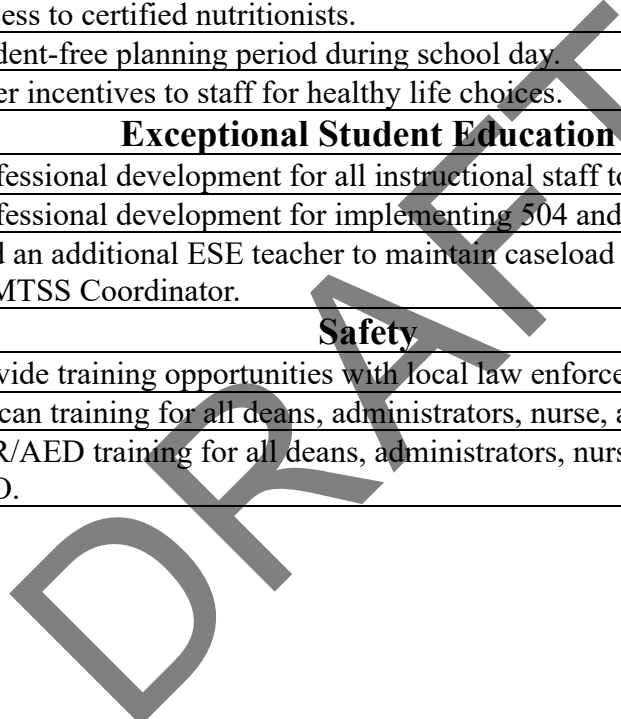 ess to certified nutritionists.
dent-free planning period during school day.
er incentives to staff for healthy life choices.
Exceptional Student Education
fessional development for all instructional staff to
fessional development for implementing 504 and
d an additional ESE teacher to maintain caseload
MTSS Coordinator.
Safety
vide training opportunities with local law enforce
can training for all deans, administrators, nurse, a
R/AED training for all deans, administrators, nurs
O.
DRAFT